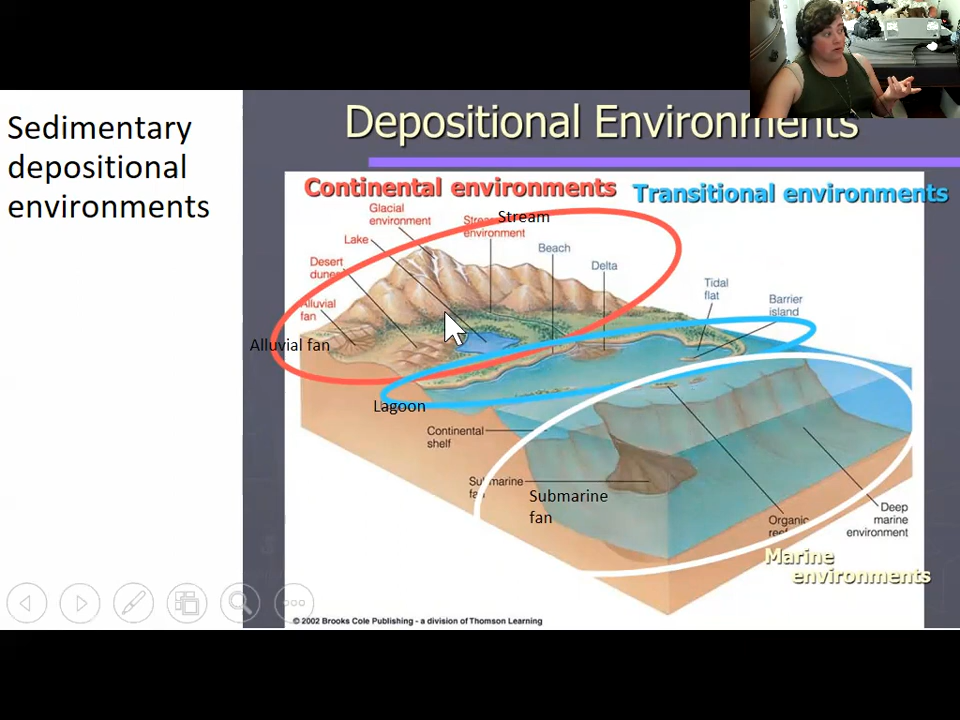 Sedimentary
depositional
environments
Depositional Environments
Continental environments
Transitional environments
Glacial
environment
Stream
environment
Stream
Lake
Beach
Desert
dunes
Delta
Tidal
flat
Barrier
island
Alluvial
fan
Alluvial fan
Lagoon
Continental
shelf
Submarine
fan
Submarine
fan
Organic
reef
Deep
marine
environment
Marine
environments
© 2002 Brooks Cole Publishing - a division of Thomson Learning